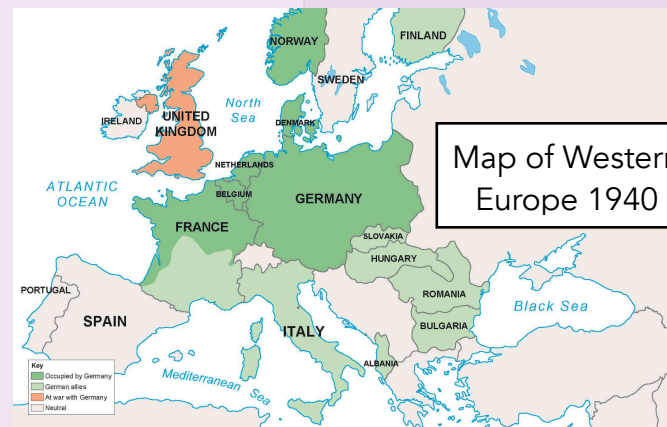 NORWAY
FINLAND
SWEDEN
North
Sea
IRELAND
UNITED
KINGDOM
DENMARK
Map of Western
Europe 1940
ATLANTIC
OCEAN
NETHERLANDS
BELGIUM
GERMANY
FRANCE
SLOVAKIA
HUNGARY
ROMANIA
Black Sea
BULGARIA
PORTUGAL
SPAIN
ITALY
ALBANIA
Mediterranean Sea
Key
Occupied by Germany
German allies
At war with Germany
Neutral